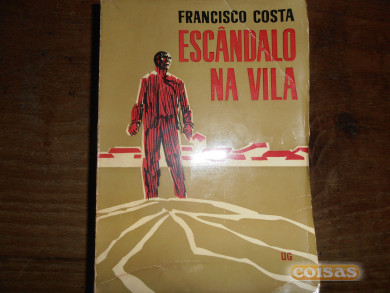 FRANCISCO COSTA
ESCÂNDALO
NA VILA
UG
coisas